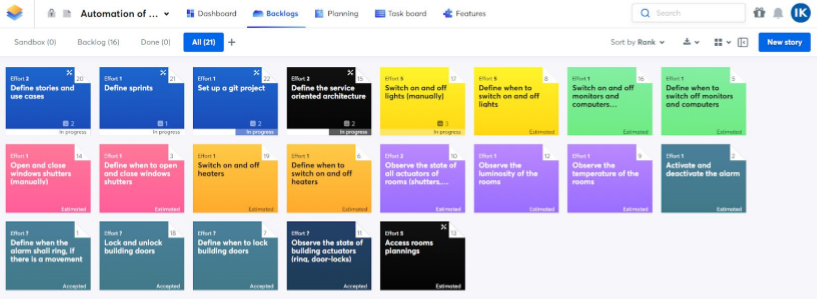 Automation of ...
Dashboard
Backlogs
Planning
Task board
Features
Search
IK
Sandbox (0)
Backlog (16)
Done (0)
All (21)
+
Sort by Rank
New story
Effort 3
20
Define stories and
use cases
2
In progress
Effort 1
21
Define sprints
1
In progress
Effort 1
22
Set up a git project
2
In progress
Effort 3
15
Define the service
oriented architecture
2
In progress
Effort 5
17
Switch on and off
lights (manually)
3
In progress
Effort 5
8
Define when to
switch on and off
lights
Estimated
Effort 1
16
Switch on and off
monitors and
computers....
Estimated
Effort 1
5
Define when to
switch off monitors
and computers
Estimated
Effort 1
14
Open and close
windows shutters
(manually)
Estimated
Effort 1
3
Define when to open
and close windows
shutters
Estimated
Effort 1
19
Switch on and off
heaters
Estimated
Effort 1
6
Define when to
switch on and off
heaters
Estimated
Effort 3
10
Observe the state of
all actuators of
rooms (shutters,...
Estimated
Effort 1
12
Observe the
luminosity of the
rooms
Estimated
Effort 1
9
Observe the
temperature of the
rooms
Estimated
Effort 1
2
Activate and
deactivate the alarm
Estimated
Effort ?
1
Define when the
alarm shall ring, if
there is a movement
Accepted
Effort ?
18
Lock and unlock
building doors
Accepted
Effort ?
7
Define when to lock
building doors
Accepted
Effort ?
11
Observe the state of
building actuators
(ring, door-locks)
Accepted
Effort 5
13
Access rooms
plannings
Estimated